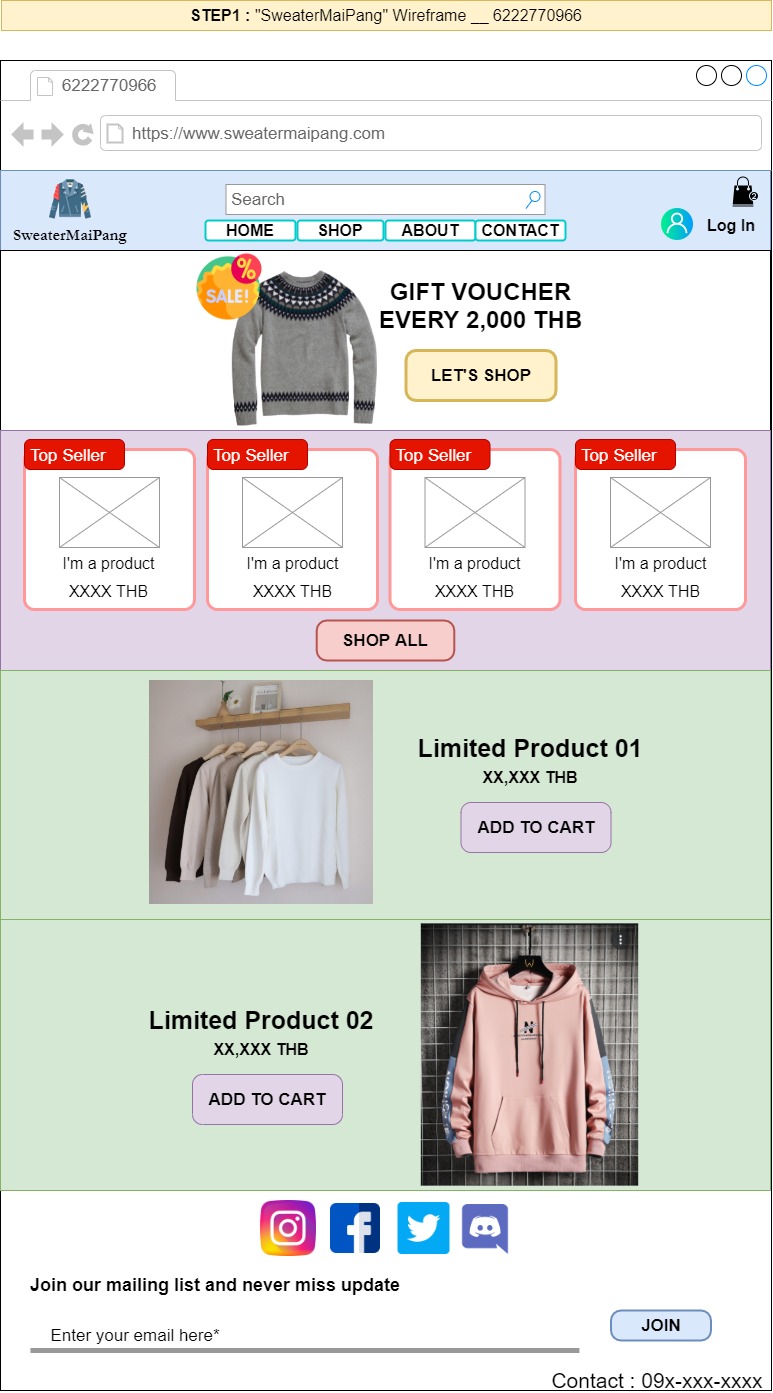 STEP1 : "SweaterMaiPang" Wireframe __ 6222770966
6222770966
https://www.sweatermaipang.com
Search
2
SweaterMaiPang
HOME SHOP ABOUT CONTACT
Log In
%
SALE!
GIFT VOUCHER
EVERY 2,000 THB
LET'S SHOP
Top Seller Top Seller Top Seller Top Seller
I'm a product I'm a product I'm a product I'm a product
XXXX THB XXXX THB XXXX THB XXXX THB
SHOP ALL
Limited Product 01
XX,XXX THB
ADD TO CART
Limited Product 02
XX,XXX THB
ADD TO CART
W
N
Join our mailing list and never miss update
Enter your email here*
JOIN
Contact : 09x-xxx-xxxx